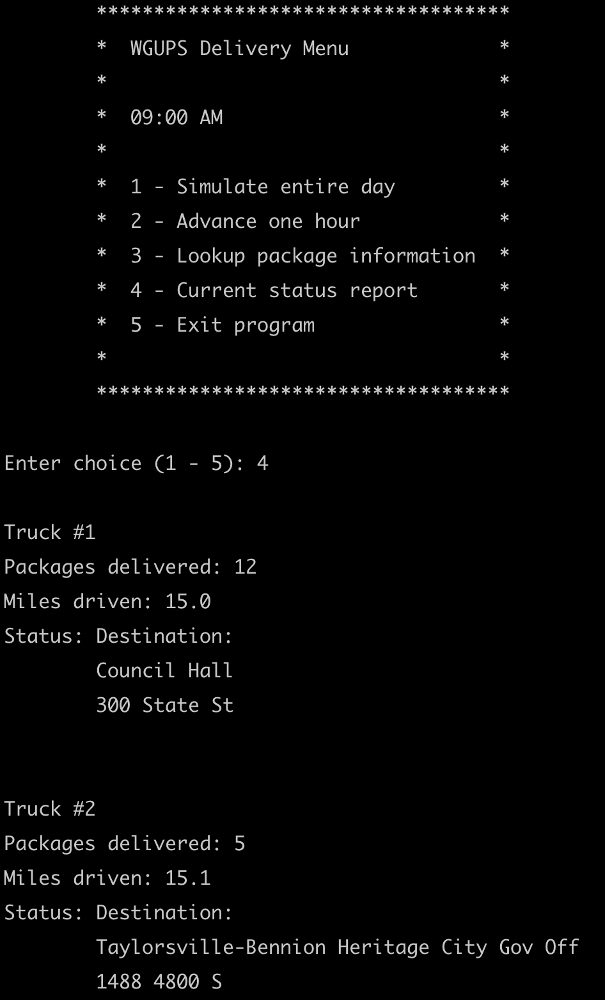 ************************************
*  WGUPS Delivery Menu             *
*                                  *
*  09:00 AM                        *
*                                  *
*  1 - Simulate entire day         *
*  2 - Advance one hour            *
*  3 - Lookup package information  *
*  4 - Current status report       *
*  5 - Exit program                *
*                                  *
************************************
Enter choice (1 - 5): 4
Truck #1
Packages delivered: 12
Miles driven: 15.0
Status: Destination:
Council Hall
300 State St
Truck #2
Packages delivered: 5
Miles driven: 15.1
Status: Destination:
Taylorsville-Bennion Heritage City Gov Off
1488 4800 S